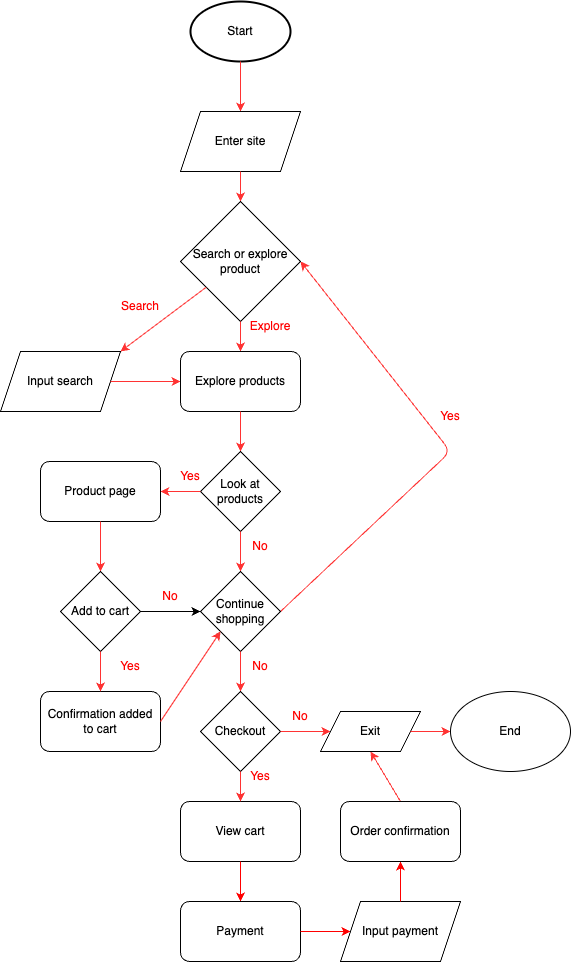 Start
Enter site
Search or explore
product
Search
Explore
Input search
Explore products
Yes
Look at
products
Yes
Product page
No
Add to cart
No
Continue
shopping
Yes
No
Confirmation added
to cart
Checkout
No
Exit
End
Yes
View cart
Order confirmation
Payment
Input payment